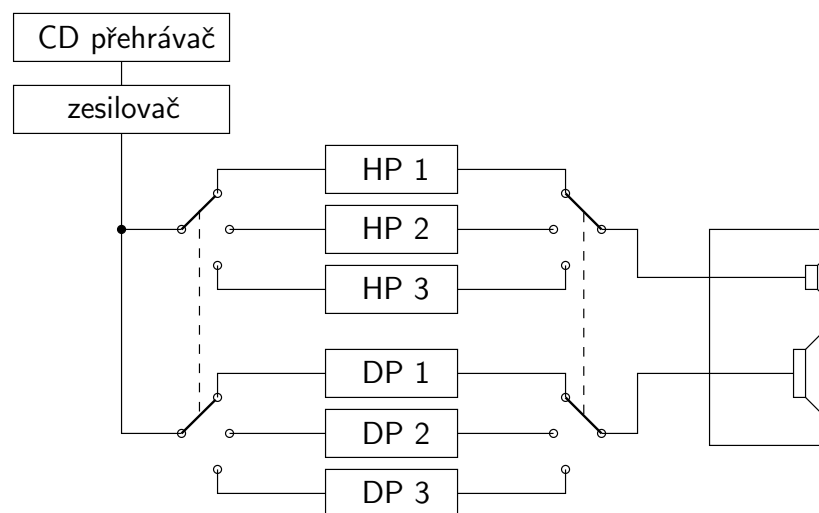 CD přehrávač
zesilovač
HP 1
HP 2
HP 3
DP 1
DP 2
DP 3